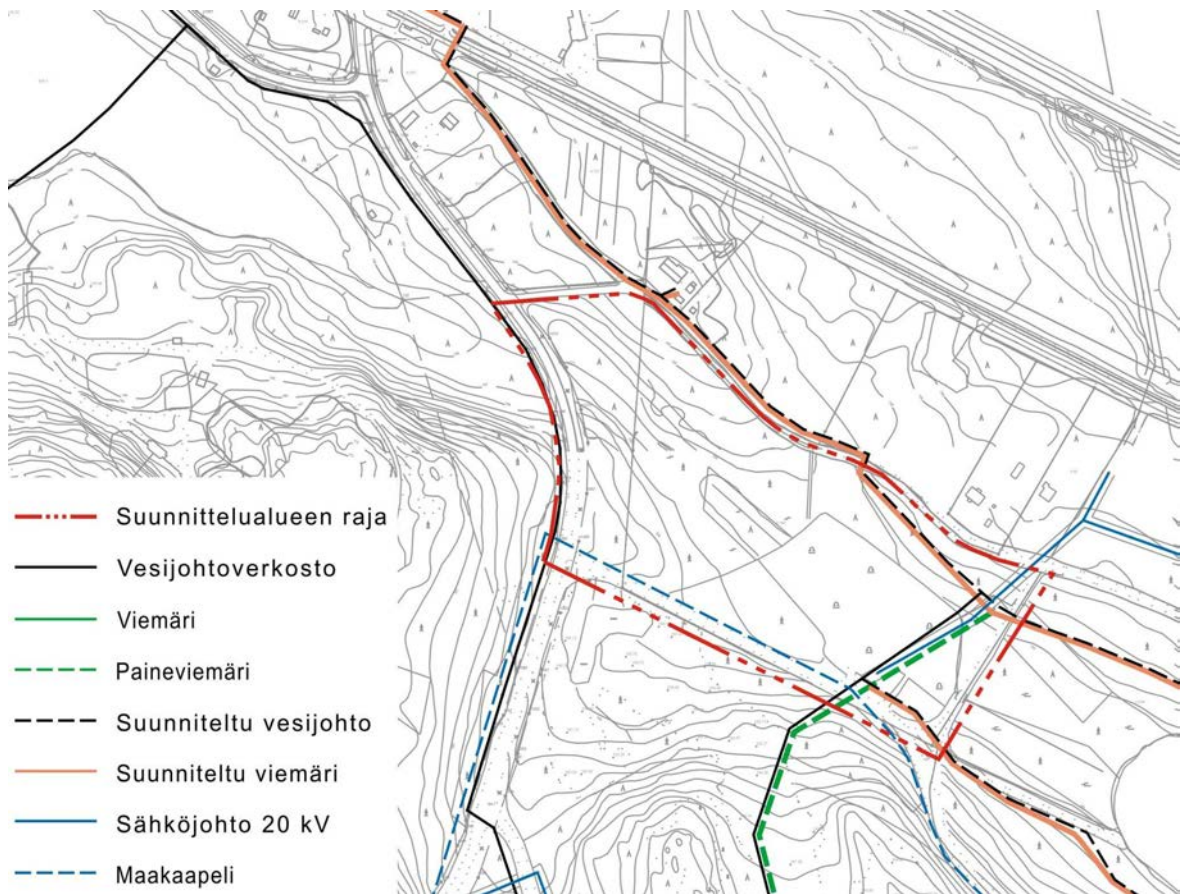 Suunnittelualueen raja
Vesijohtoverkosto
Viemäri
Paineviemäri
Suunniteltu vesijohto
Suunniteltu viemäri
Sähköjohto 20 kV
Maakaapeli